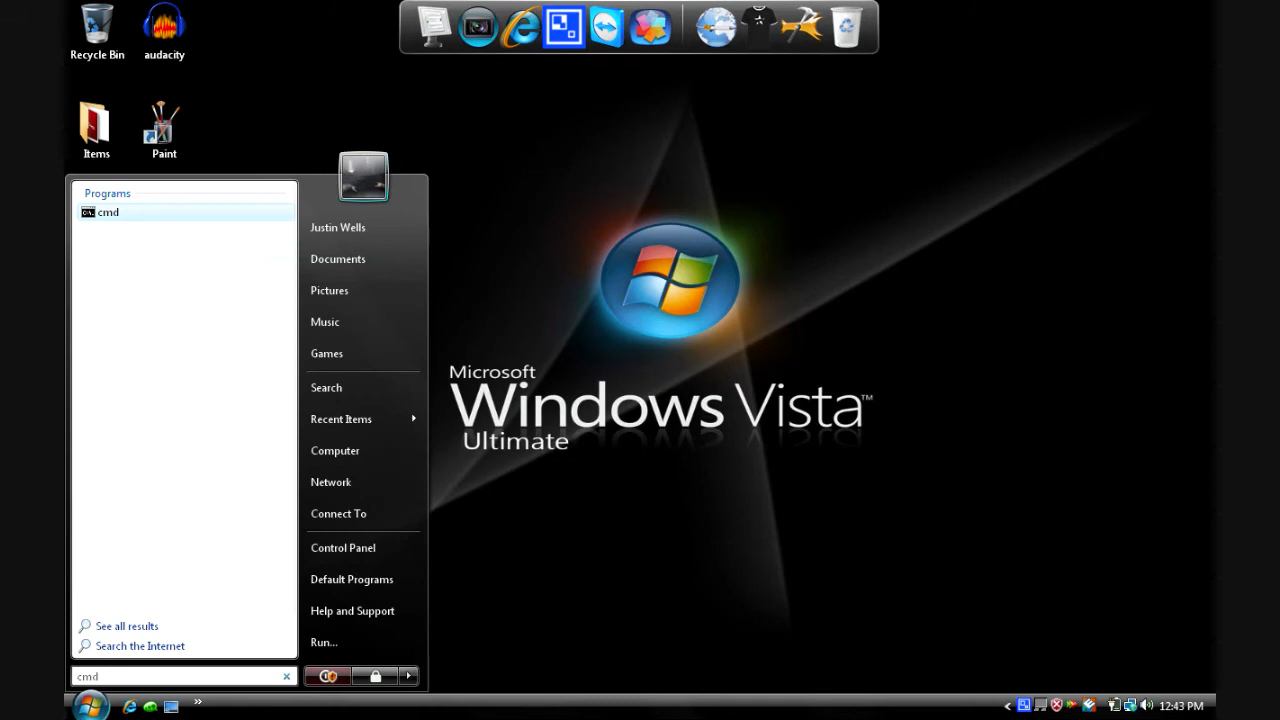 Recycle Bin
audacity
Items
Paint
Programs
cmd
Justin Wells
Documents
Pictures
Music
Games
Search
Recent Items
Computer
Network
Connect To
Control Panel
Default Programs
Help and Support
Run...
See all results
Search the Internet
cmd
Microsoft
Windows Vista™
Ultimate
12:43 PM